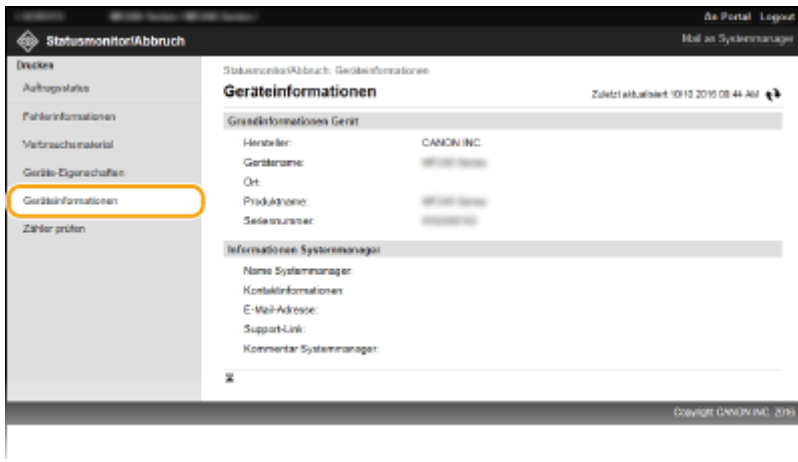 An Portal Logout
Statusmonitor/Abbruch
Mail an Systemmanager
Drucken
Auftragsstatus
Fehlerinformationen
Verbrauchsmaterial
Geräte-Eigenschaften
Geräteinformationen
Zähler prüfen
Statusmonitor/Abbruch: Geräteinformationen
Geräteinformationen
Zuletzt aktualisiert: 10/10 2016 08:44 AM
Grundinformationen Gerät
Hersteller: CANON INC.
Gerätename:
Ort:
Produktname:
Seriennummer:
Informationen Systemmanager
Name Systemmanager:
Kontaktinformationen:
E-Mail-Adresse:
Support-Link:
Kommentar Systemmanager:
Copyright CANON INC. 2016